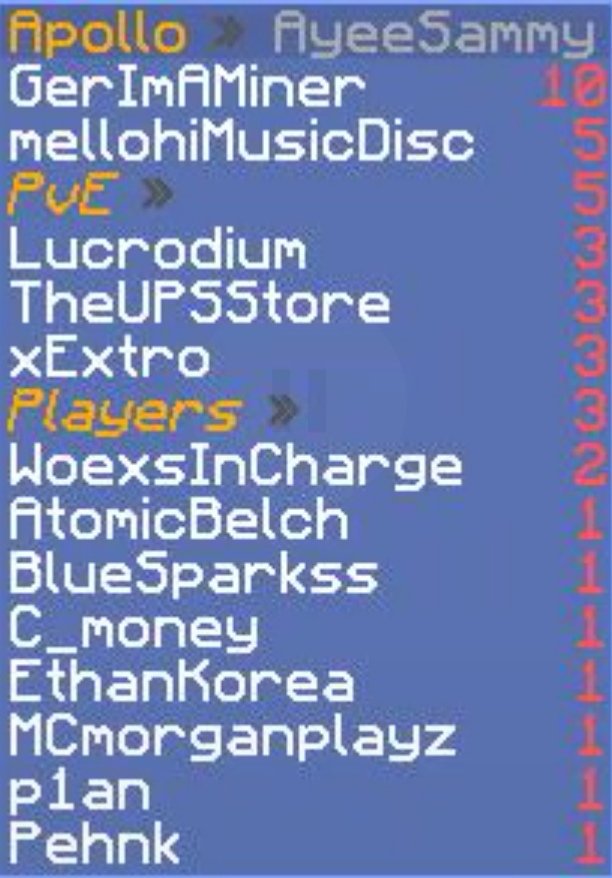 Apollo » AyeeSammy
GerImAMiner 10
mellohiMusicDisc 5
PvE » 5
Lucrodium 3
TheUPSStore 3
xExtro 3
Players » 3
WoexsInCharge 2
AtomicBelch 1
BlueSparkss 1
C_money 1
EthanKorea 1
MCmorganplayz 1
p1an 1
Pehnk 1